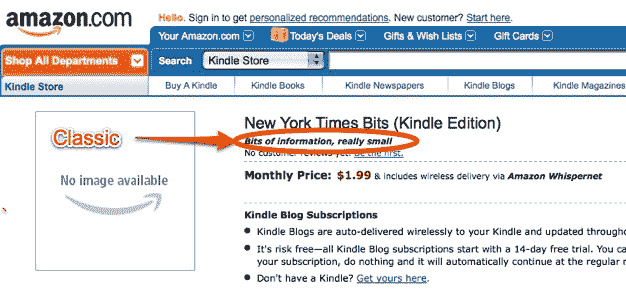 amazon.com
Hello. Sign in to get personalized recommendations. New customer? Start here.
Your Amazon.com Today's Deals Gifts & Wish Lists Gift Cards
Shop All Departments Search Kindle Store
Kindle Store Buy A Kindle Kindle Books Kindle Newspapers Kindle Blogs Kindle Magazines
New York Times Bits (Kindle Edition)
Classic
Bits of information, really small
No customer reviews yet. Be the first.
No image available
Monthly Price: $1.99 & includes wireless delivery via Amazon Whispernet
Kindle Blog Subscriptions
● Kindle Blogs are auto-delivered wirelessly to your Kindle and updated throughou
● It's risk free—all Kindle Blog subscriptions start with a 14-day free trial. You ca
your subscription, do nothing and it will automatically continue at the regular m
● Don't have a Kindle? Get yours here.